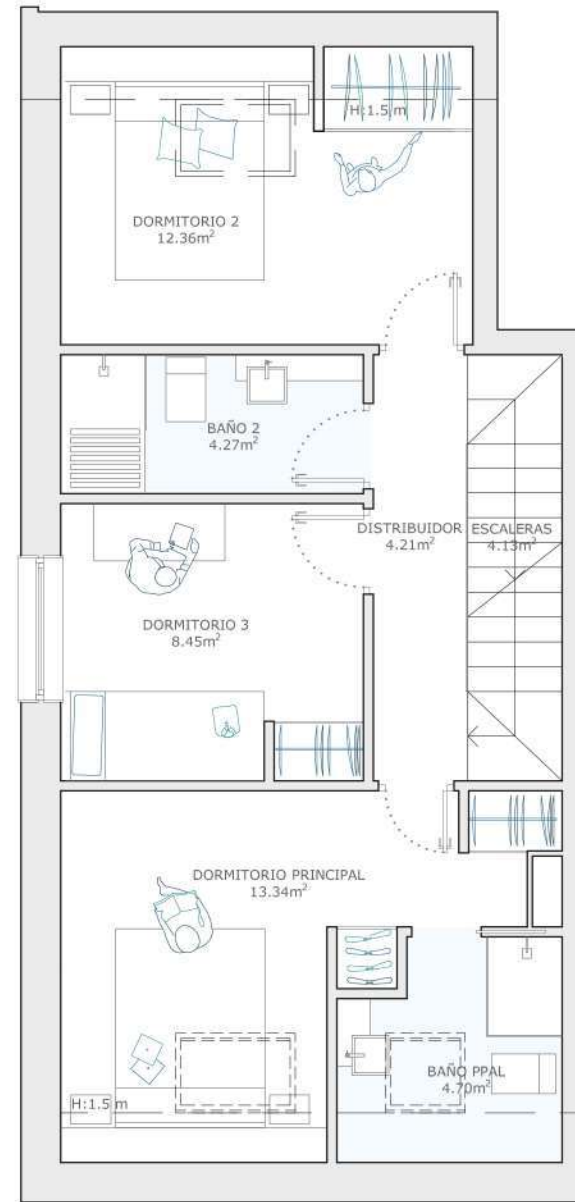 H:1.5 m
DORMITORIO 2
12.36m²
BAÑO 2
4.27m²
DISTRIBUIDOR
4.21m²
ESCALERAS
4.13m²
DORMITORIO 3
8.45m²
DORMITORIO PRINCIPAL
13.34m²
BAÑO PPAL
4.70m²
H:1.5 m